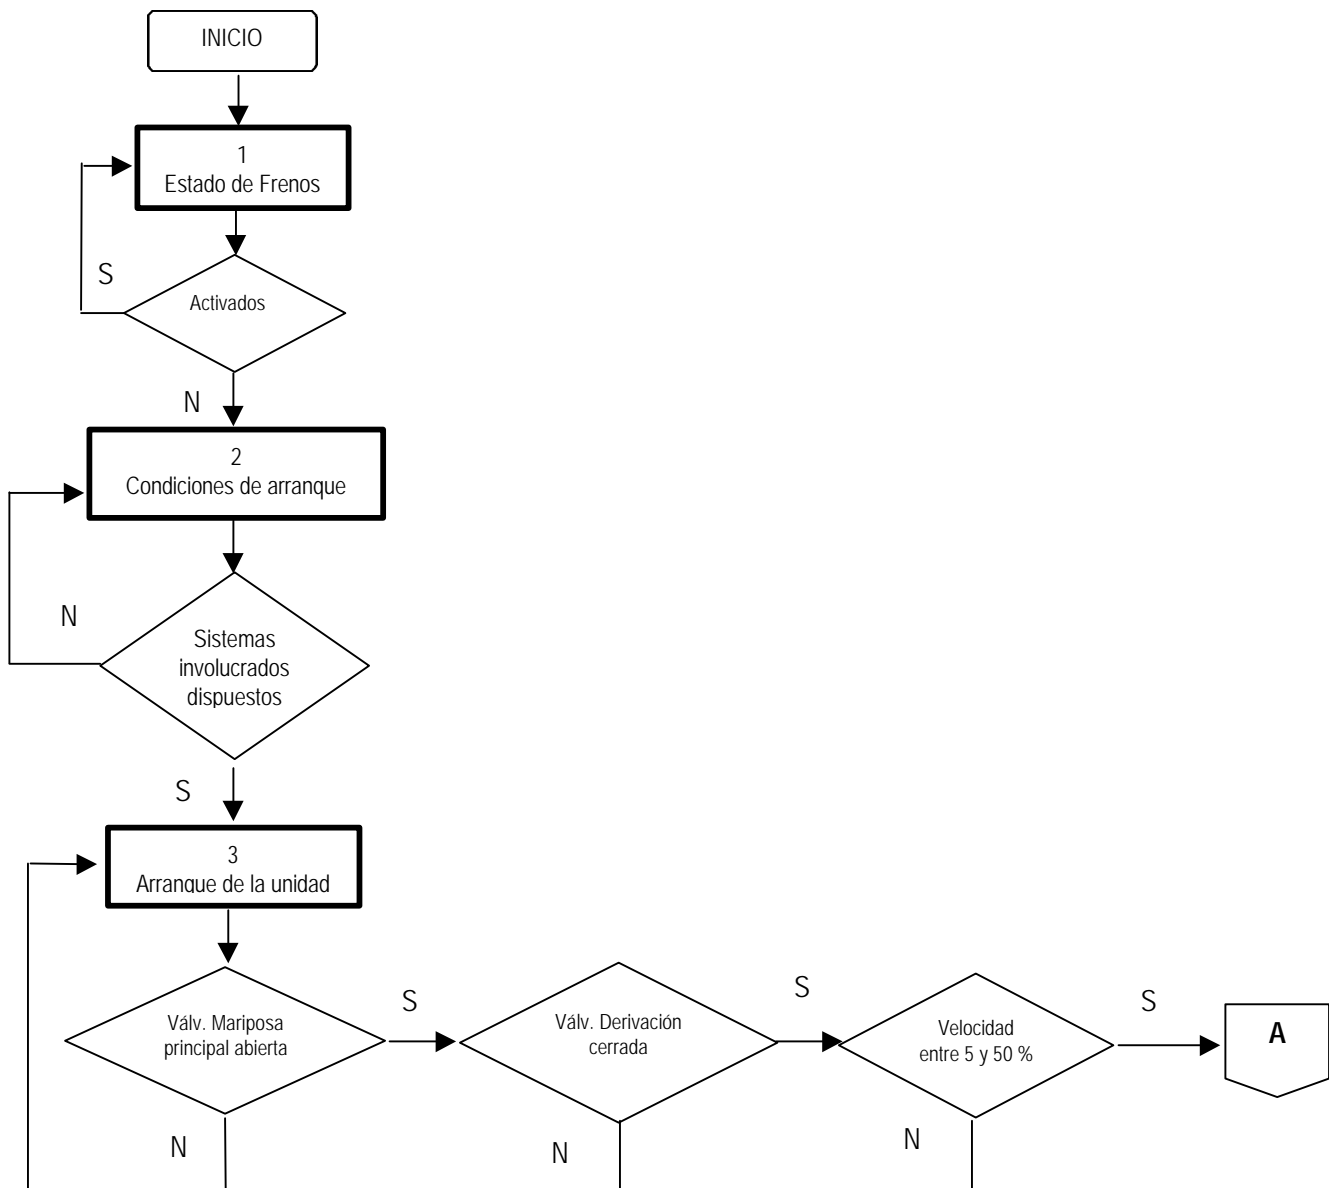 INICIO
1
Estado de Frenos
S
Activados
N
2
Condiciones de arranque
N
Sistemas
involucrados
dispuestos
S
3
Arranque de la unidad
Válv. Mariposa
principal abierta
S
Válv. Derivación
cerrada
S
Velocidad
entre 5 y 50 %
S
A
N
N
N